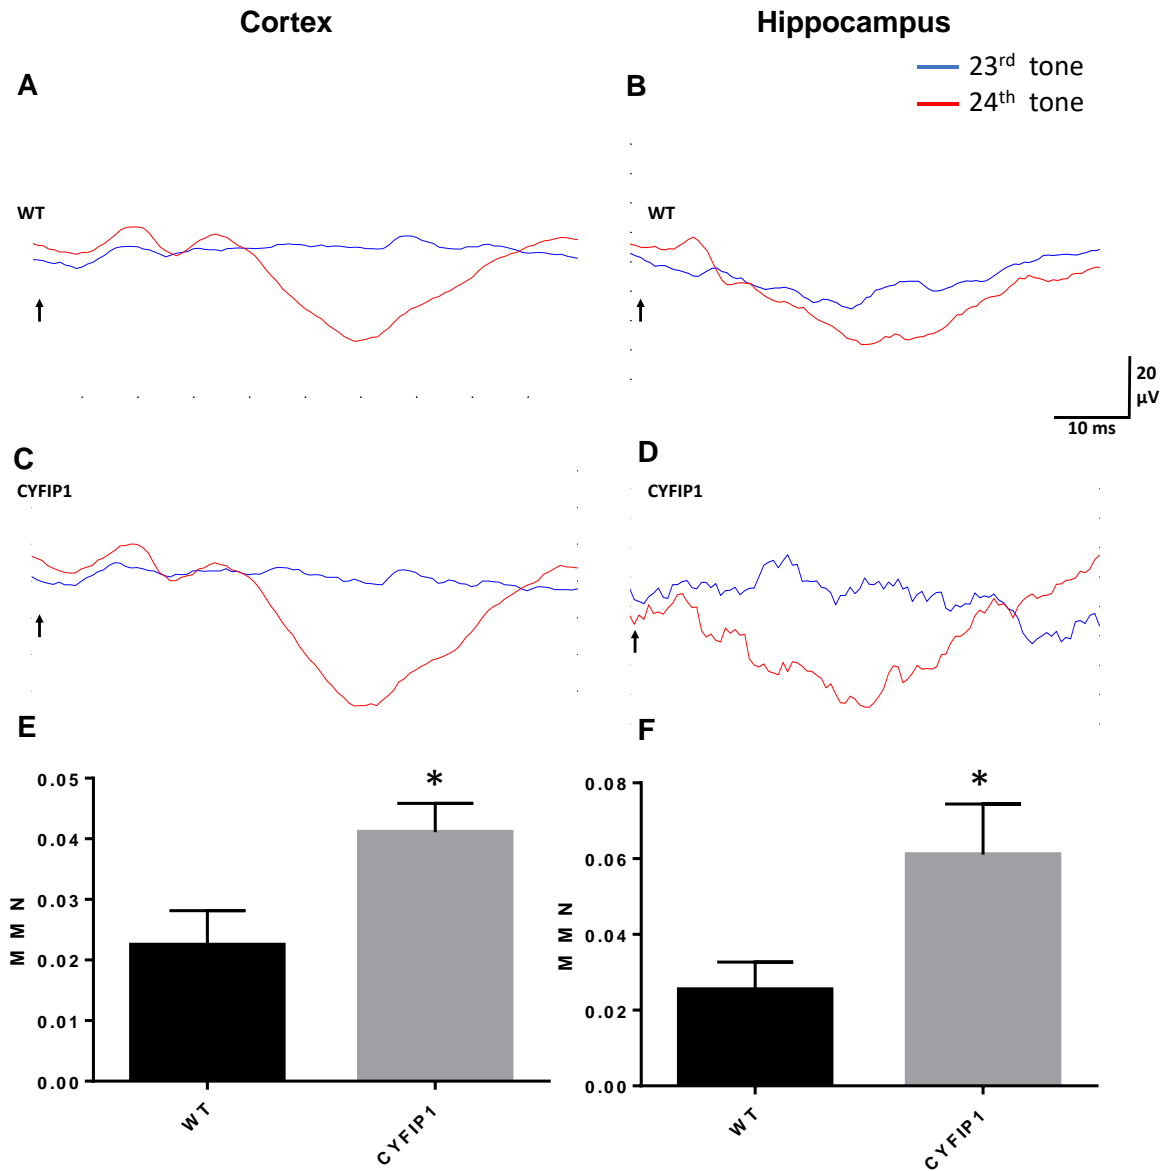 Cortex
Hippocampus
23rd tone
24th tone
A
B
WT
WT
20
µV
10 ms
C
D
CYFIP1
CYFIP1
E
F
*
*
0.05
0.04
0.03
0.02
0.01
0.00
M M N
WT
CYFIP1
0.08
0.06
0.04
0.02
0.00
M M N
WT
CYFIP1